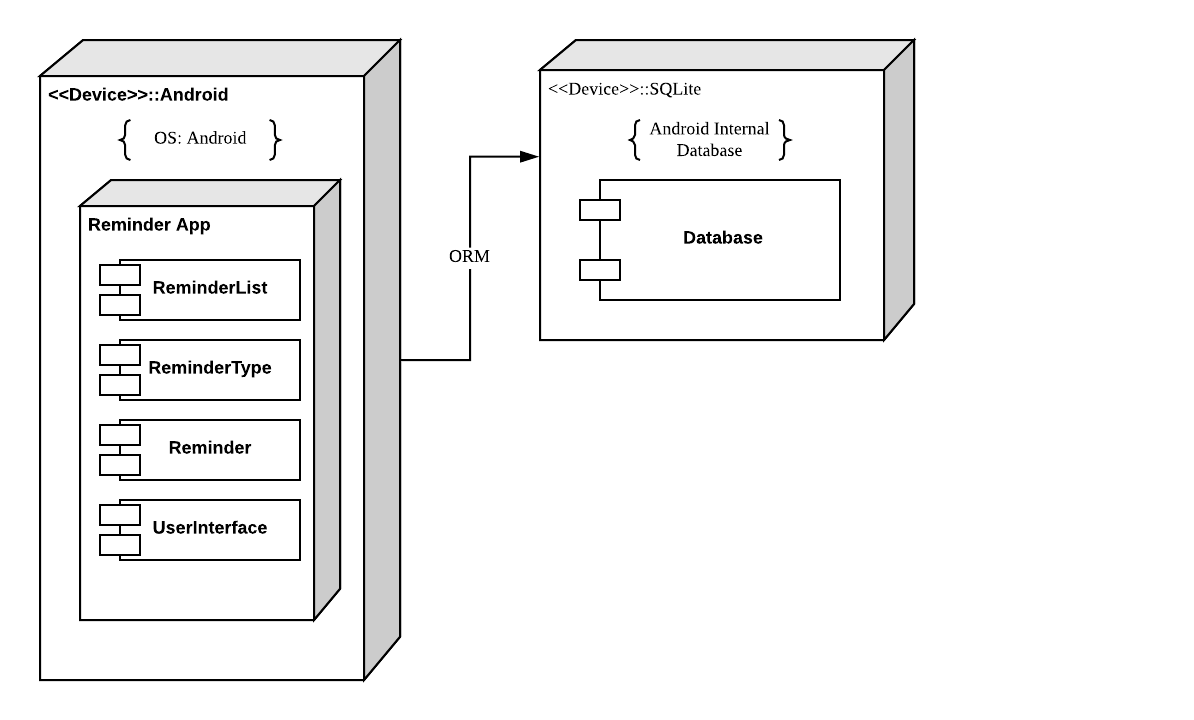 <<Device>>::Android
OS: Android
Reminder App
ReminderList
ReminderType
Reminder
UserInterface
ORM
<<Device>>::SQLite
Android Internal
Database
Database